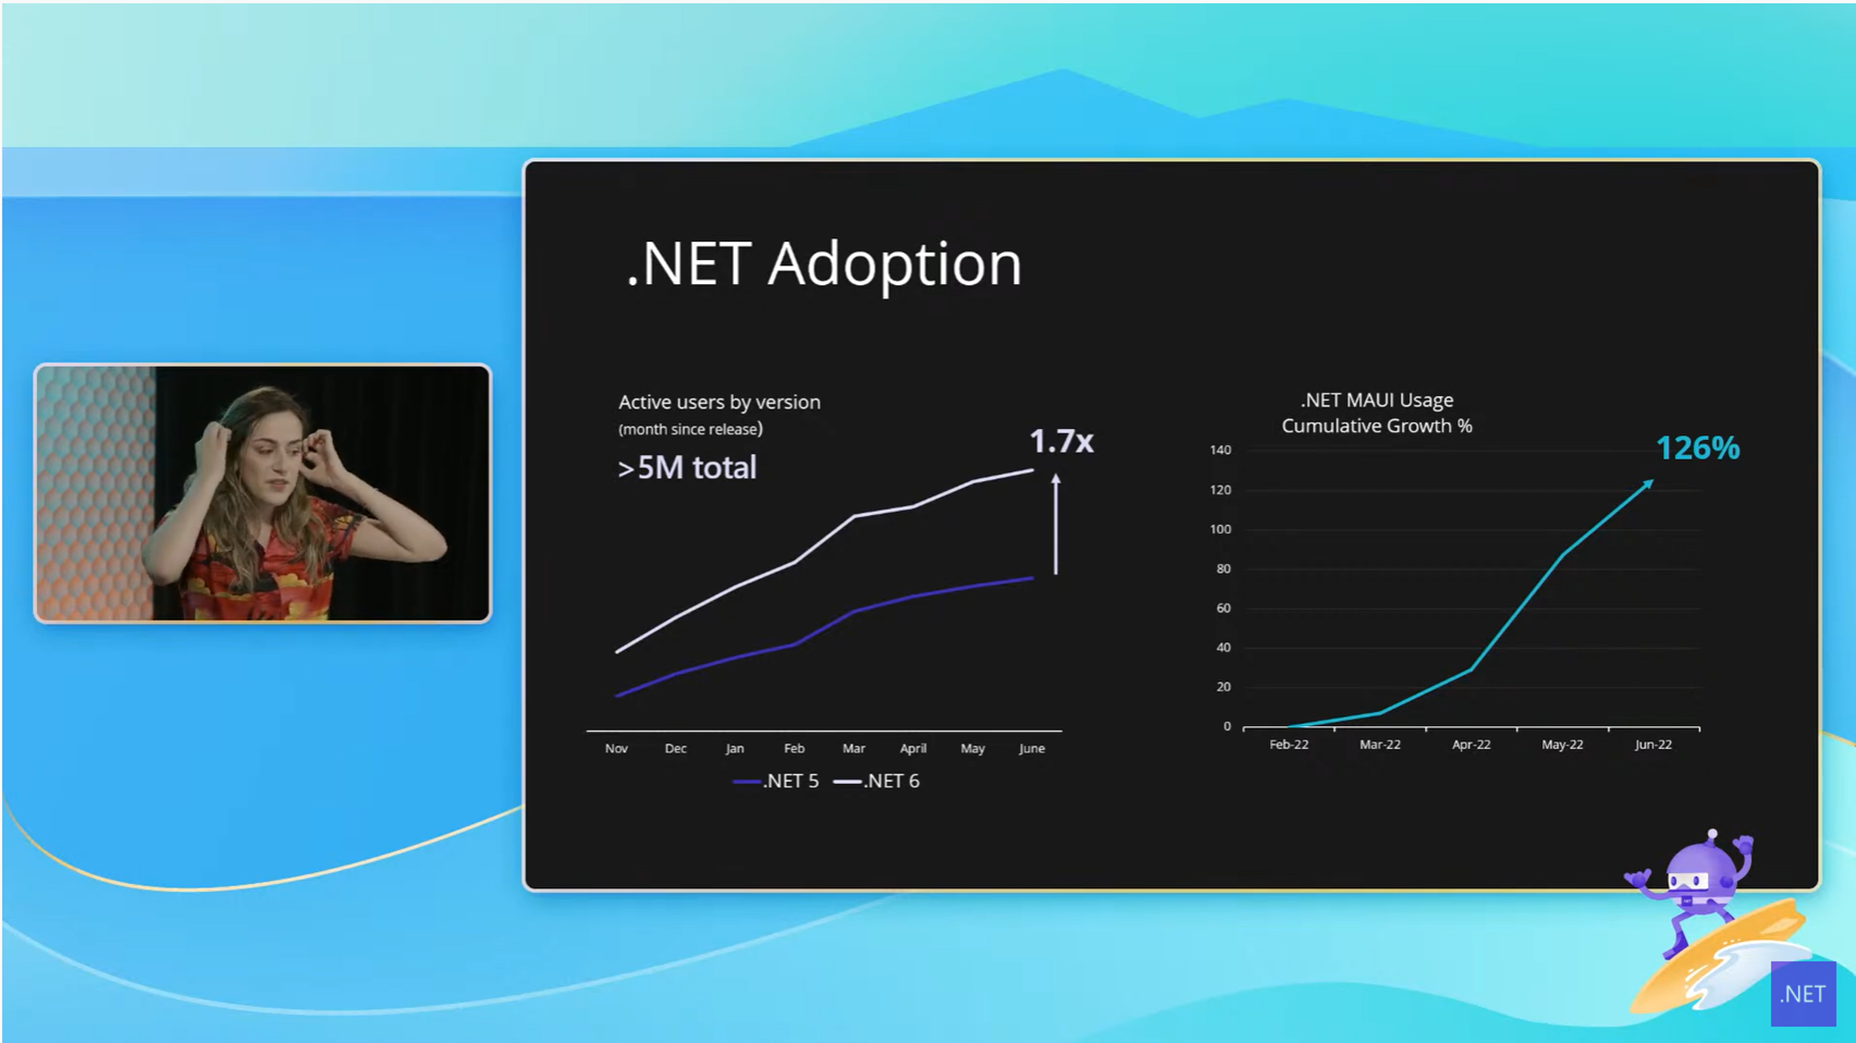 .NET Adoption
Active users by version
(month since release)
>5M total
1.7x
Nov Dec Jan Feb Mar April May June
.NET 5 .NET 6
.NET MAUI Usage
Cumulative Growth %
126%
140
120
100
80
60
40
20
0
Feb-22 Mar-22 Apr-22 May-22 Jun-22
.NET
.NET